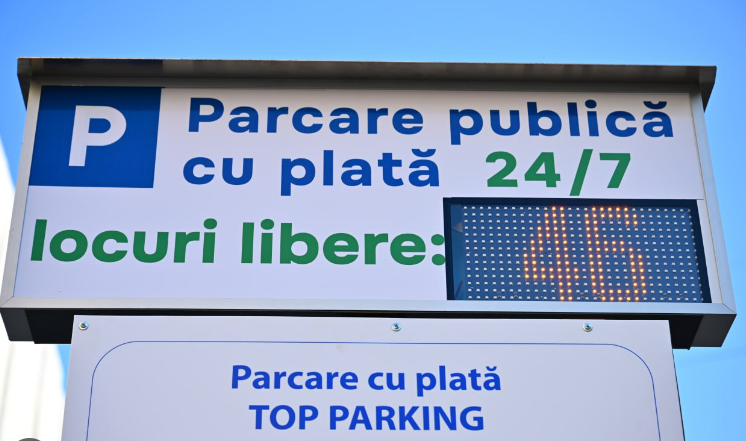 P
Parcare publică
cu plată 24/7
locuri libere: 46
Parcare cu plată
TOP PARKING